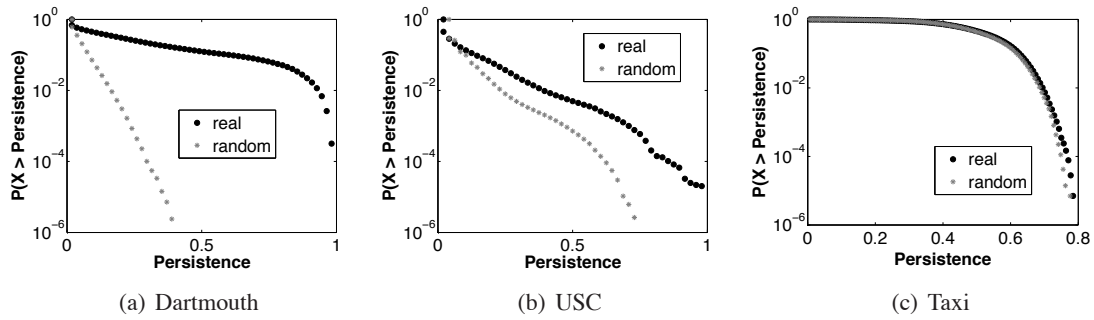 10^0
10^-2
10^-4
10^-6
P(X > Persistence)
real
random
0
0.5
1
Persistence
(a) Dartmouth
10^0
10^-2
10^-4
10^-6
P(X > Persistence)
real
random
0
0.5
1
Persistence
(b) USC
10^0
10^-2
10^-4
10^-6
P(X > Persistence)
real
random
0
0.2
0.4
0.6
0.8
Persistence
(c) Taxi